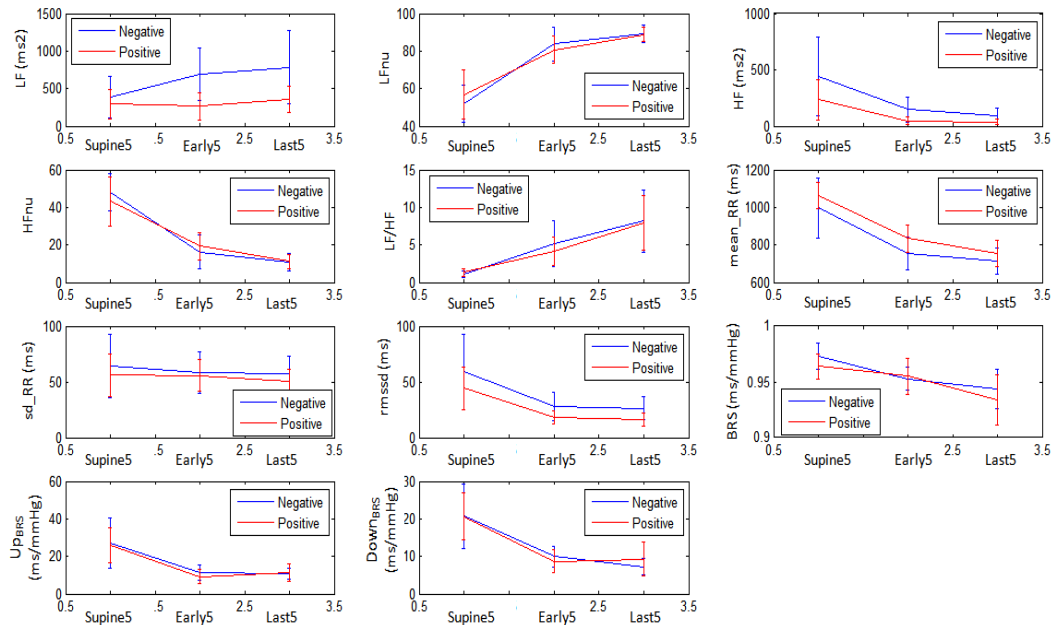 1500
1000
500
0
LF (ms2)
Negative
Positive
0.5 Supine5 Early5 2.5 Last5 3.5
100
80
60
40
LFnu
Negative
Positive
0.5 Supine5 Early5 2.5 Last5 3.5
1000
500
0
HF (ms2)
Negative
Positive
0.5 Supine5 Early5 2.5 Last5 3.5
60
40
20
0
HFnu
Negative
Positive
0.5 Supine5 .5 Early5 2.5 Last5 3.5
15
10
5
0
LF/HF
Negative
Positive
0.5 Supine5 Early5 2.5 Last5 3.5
1200
1000
800
600
mean_RR (ms)
Negative
Positive
0.5 Supine5 Early5 2.5 Last5 3.5
100
50
0
sd_RR (ms)
Negative
Positive
0.5 Supine5 .5 Early5 2.5 Last5 3.5
100
50
0
rmssd (ms)
Negative
Positive
0.5 Supine5 Early5 2.5 Last5 3.5
1
0.95
0.9
BRS (ms/mmHg)
Negative
Positive
0.5 Supine5 Early5 2.5 Last5 3.5
60
40
20
0
UpBRS
(ms/mmHg)
Negative
Positive
0.5 Supine5 .5 Early5 2.5 Last5 3.5
30
20
10
0
DownBRS
(ms/mmHg)
Negative
Positive
0.5 Supine5 Early5 2.5 Last5 3.5